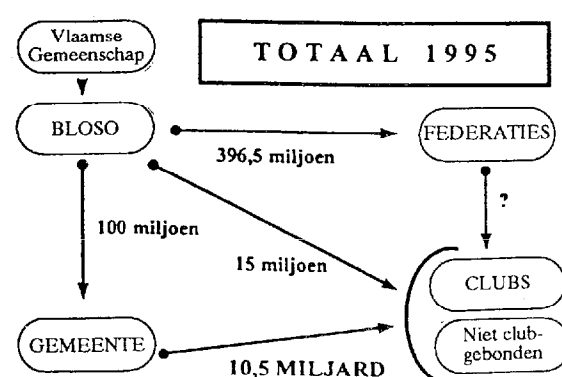 Vlaamse
Gemeenschap
TOTAAL 1995
BLOSO
FEDERATIES
396,5 miljoen
?
100 miljoen
15 miljoen
CLUBS
GEMEENTE
Niet club-
gebonden
10,5 MILJARD